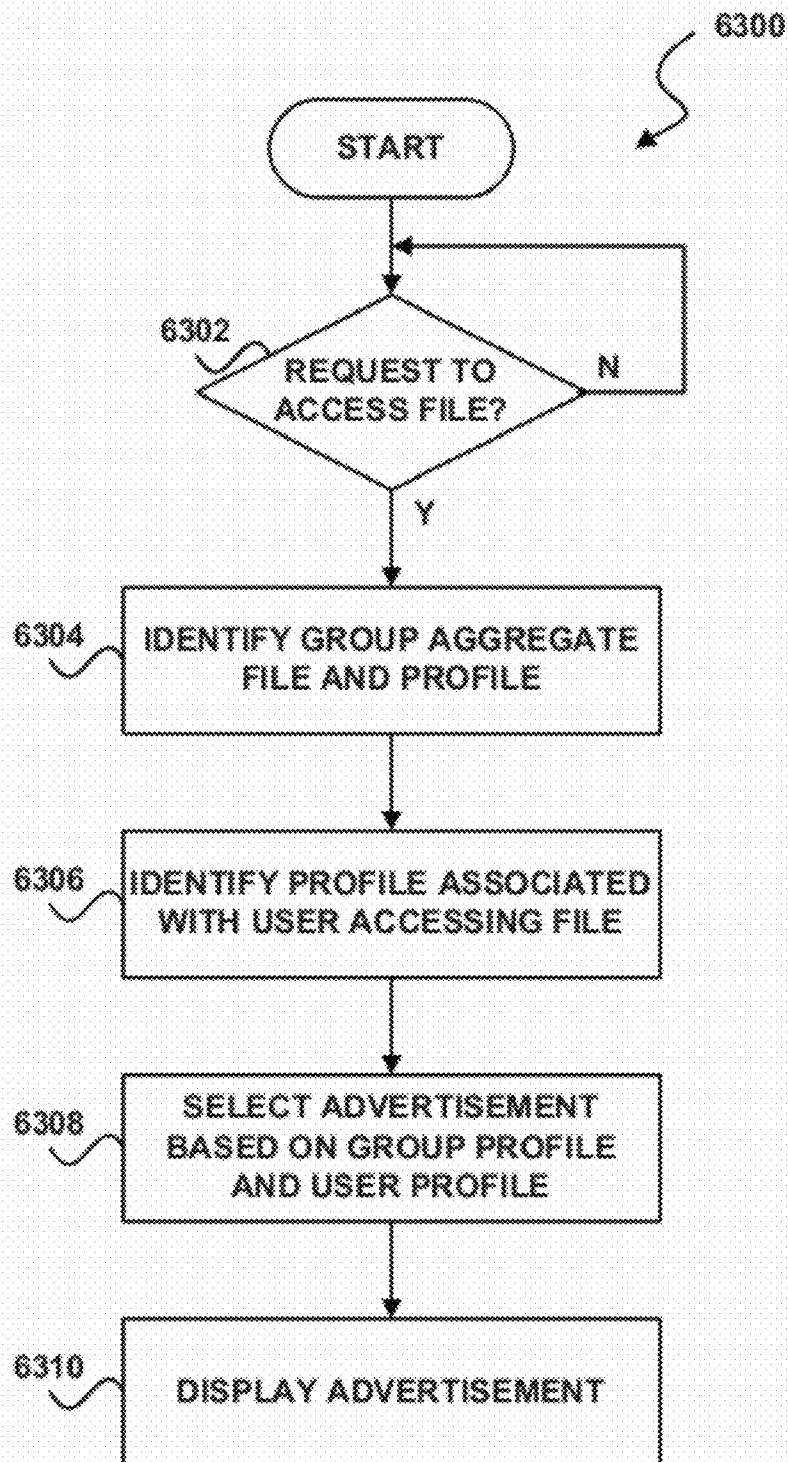 6300
START
6302
REQUEST TO
ACCESS FILE?
N
Y
6304
IDENTIFY GROUP AGGREGATE
FILE AND PROFILE
6306
IDENTIFY PROFILE ASSOCIATED
WITH USER ACCESSING FILE
6308
SELECT ADVERTISEMENT
BASED ON GROUP PROFILE
AND USER PROFILE
6310
DISPLAY ADVERTISEMENT